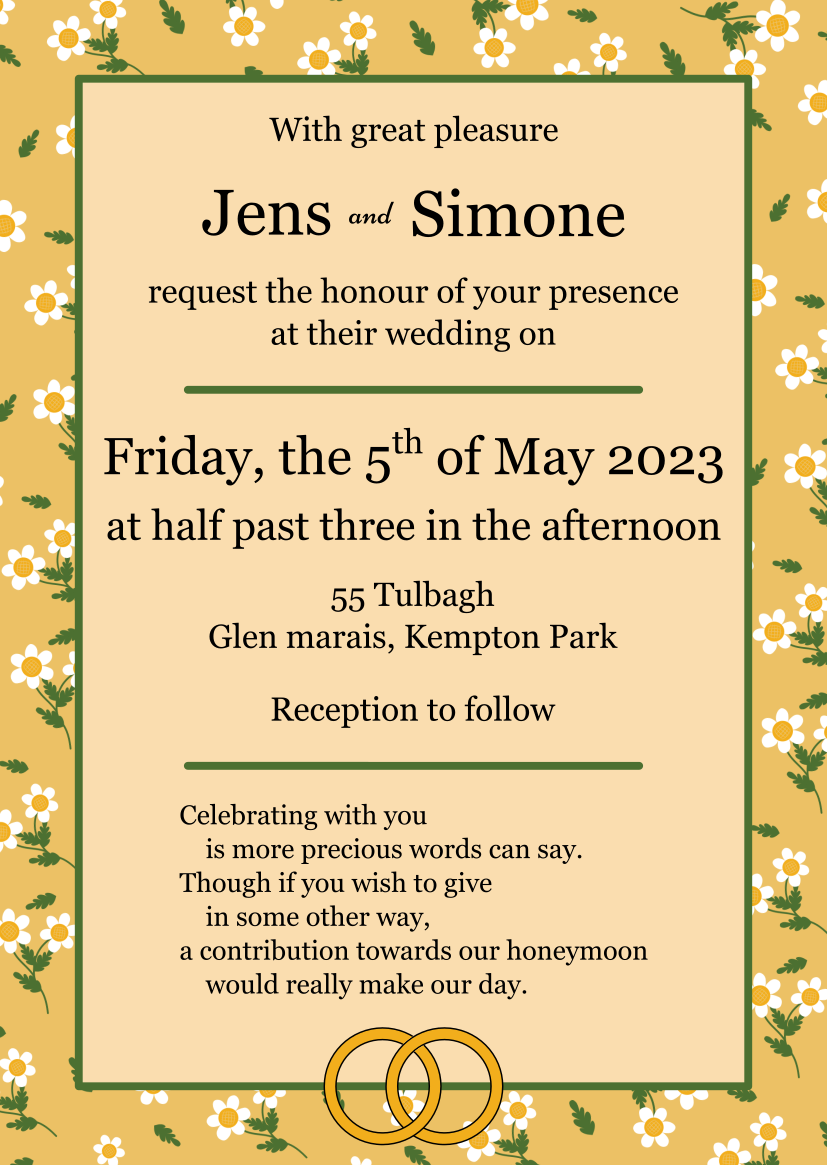 With great pleasure
Jens and Simone
request the honour of your presence
at their wedding on
Friday, the 5th of May 2023
at half past three in the afternoon
55 Tulbagh
Glen marais, Kempton Park
Reception to follow
Celebrating with you
is more precious words can say.
Though if you wish to give
in some other way,
a contribution towards our honeymoon
would really make our day.